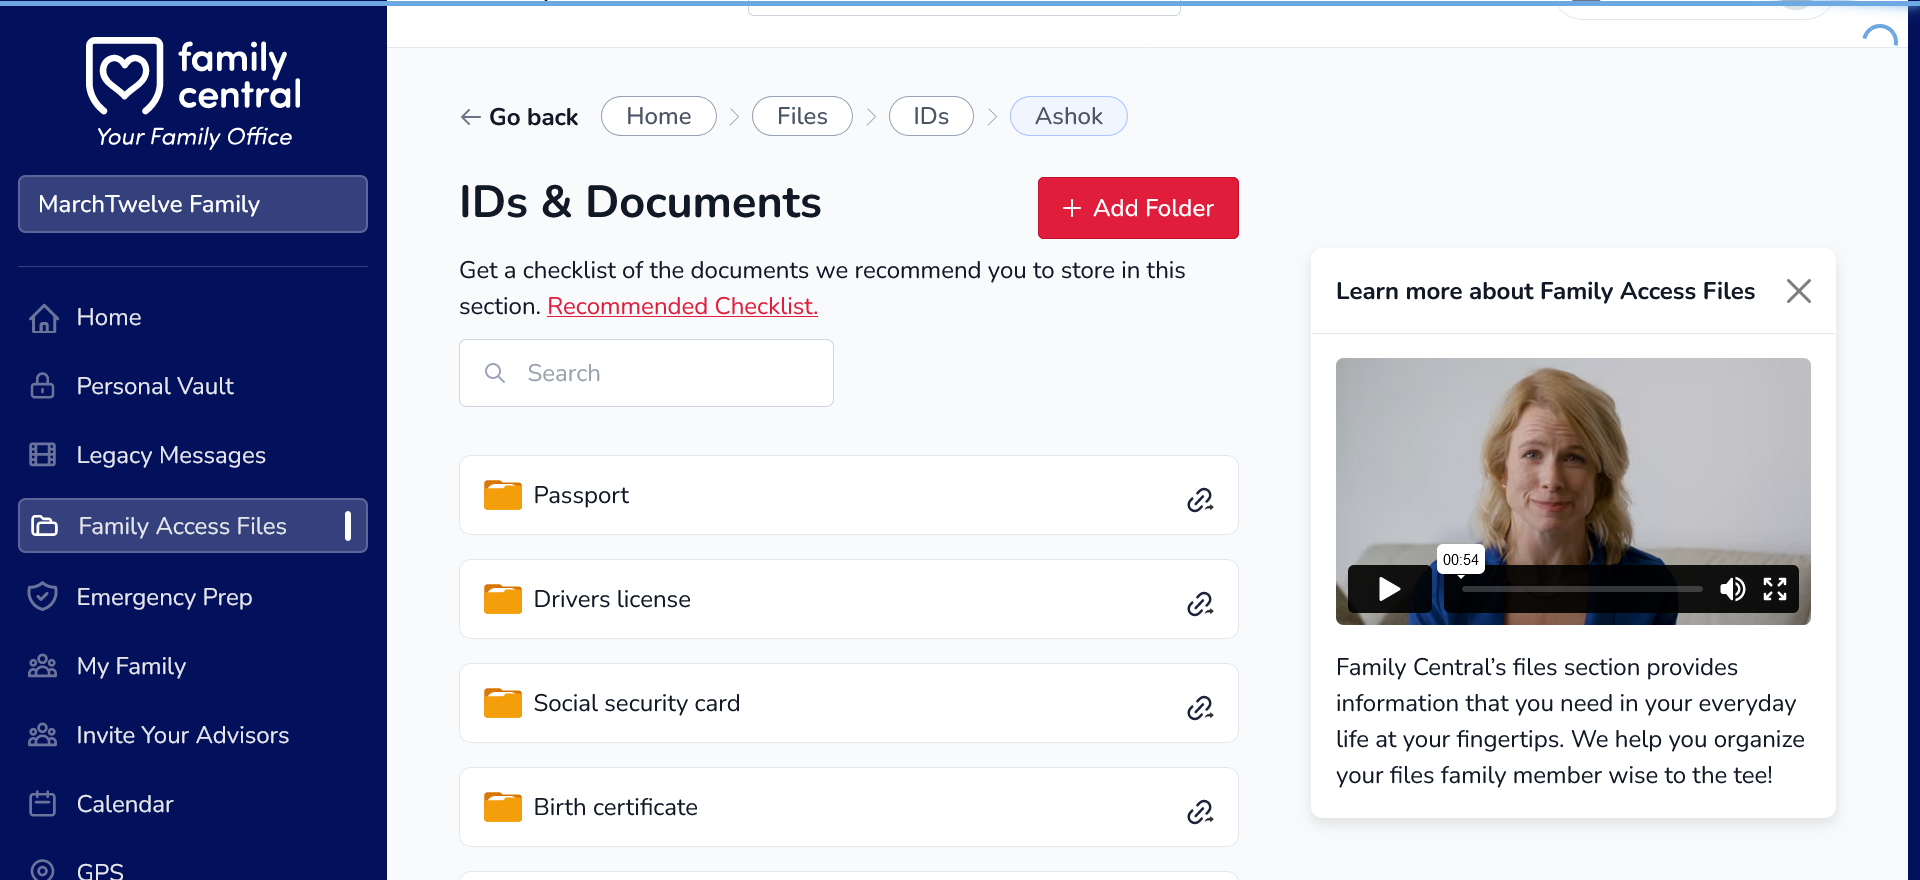 family
central
Your Family Office
MarchTwelve Family
Home
Personal Vault
Legacy Messages
Family Access Files
Emergency Prep
My Family
Invite Your Advisors
Calendar
GPS
Go back
Home
Files
IDs
Ashok
IDs & Documents
Add Folder
Get a checklist of the documents we recommend you to store in this
section. Recommended Checklist.
Search
Passport
Drivers license
Social security card
Birth certificate
Learn more about Family Access Files
00:54
Family Central’s files section provides
information that you need in your everyday
life at your fingertips. We help you organize
your files family member wise to the tee!